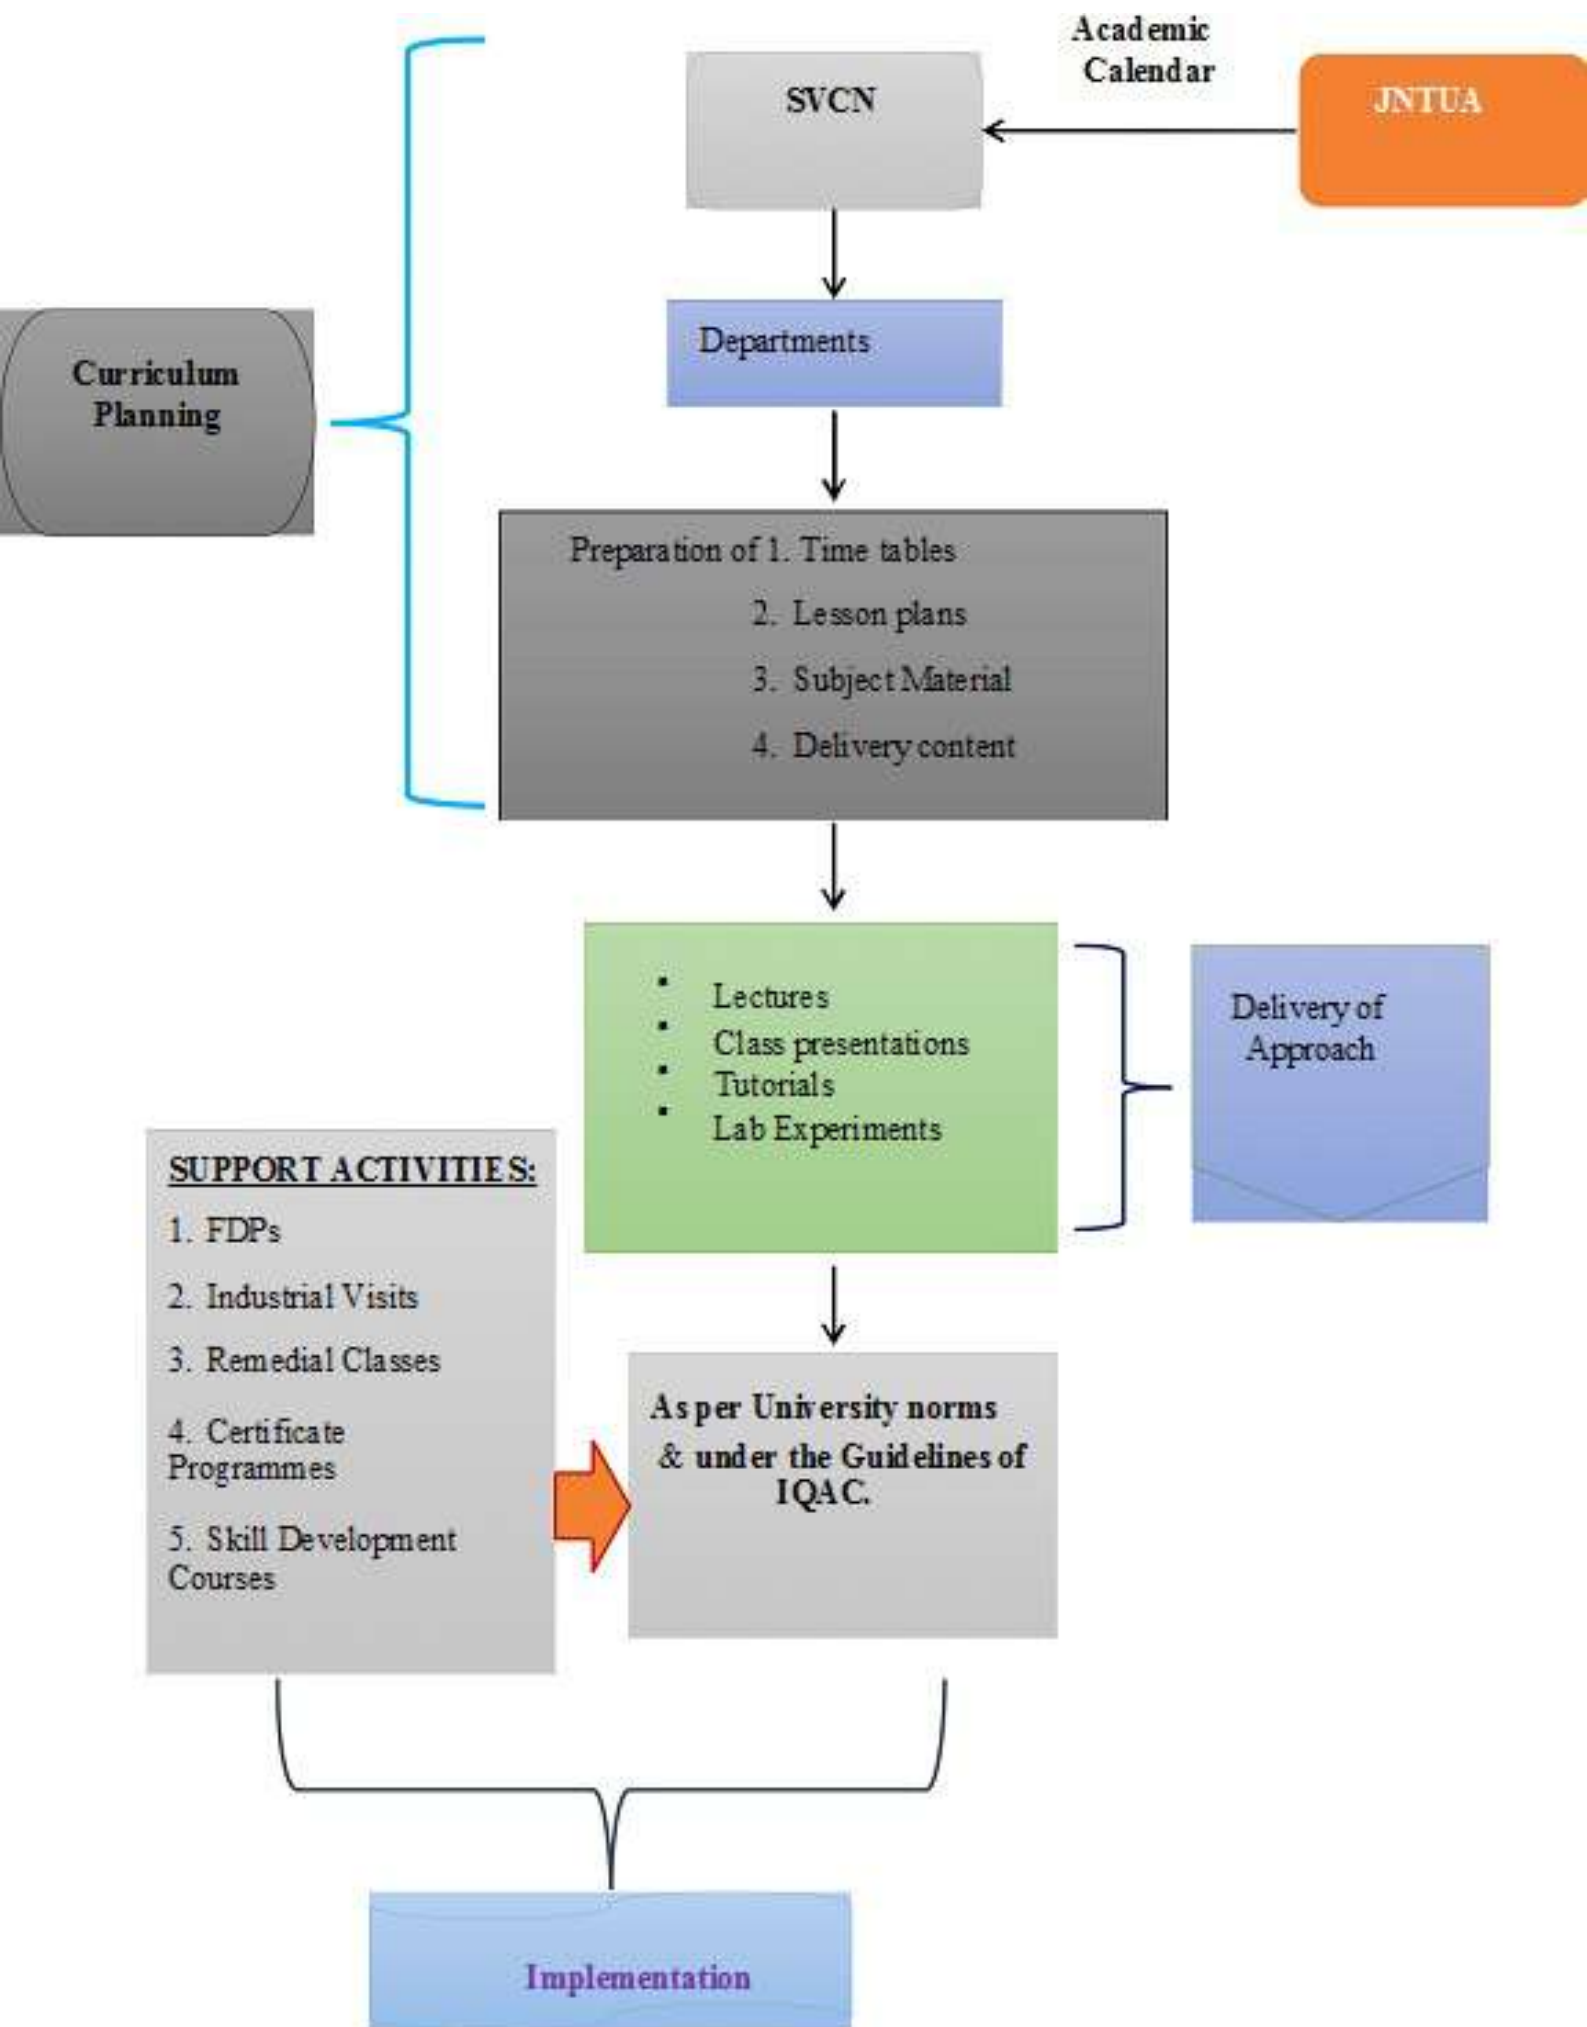 Academic
Calendar
SVCN
JNTUA
Departments
Curriculum
Planning
Preparation of 1. Time tables
2. Lesson plans
3. Subject Material
4. Delivery content
▪ Lectures
▪ Class presentations
▪ Tutorials
▪ Lab Experiments
Delivery of
Approach
SUPPORT ACTIVITIES:
1. FDPs
2. Industrial Visits
3. Remedial Classes
4. Certificate
Programmes
5. Skill Development
Courses
As per University norms
& under the Guidelines of
IQAC.
Implementation